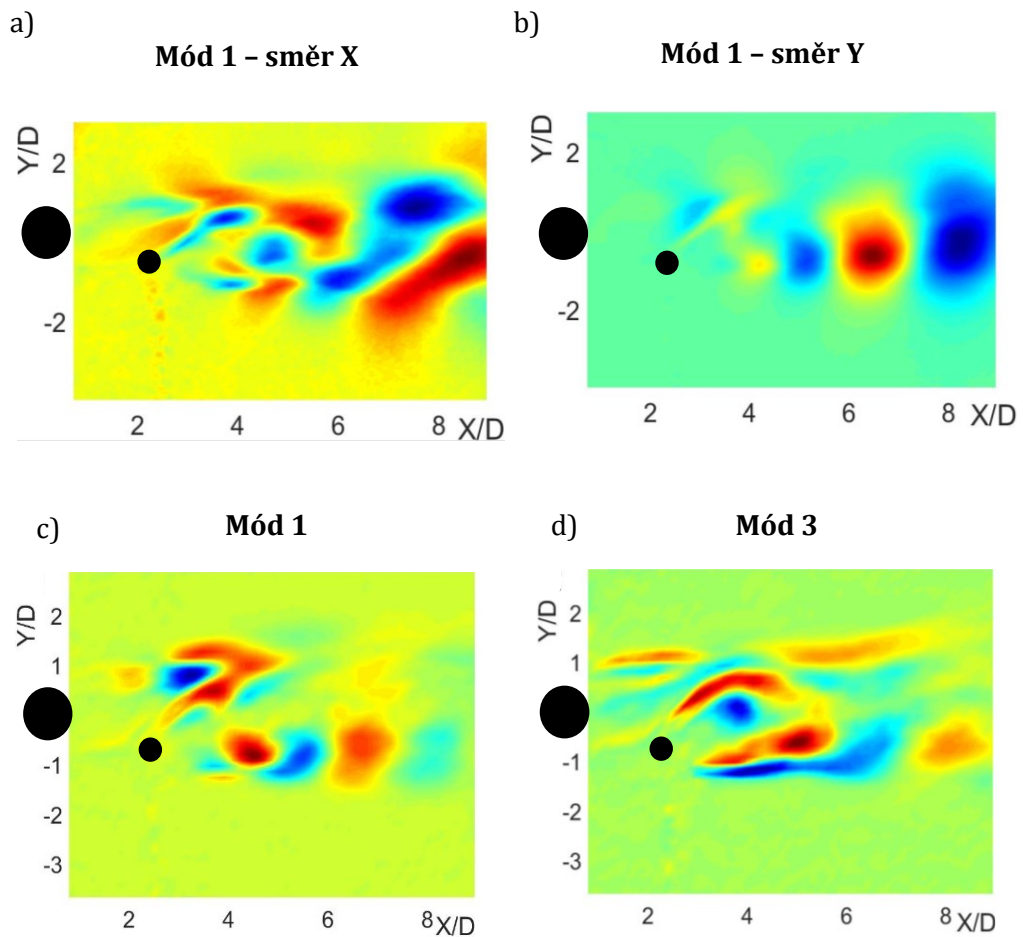 a)
Mód 1 – směr X
Y/D
2
-2
2 4 6 8 X/D
b)
Mód 1 – směr Y
Y/D
2
-2
2 4 6 8 X/D
c)
Mód 1
Y/D
2
1
-1
-2
-3
2 4 6 8 X/D
d)
Mód 3
Y/D
2
1
-1
-2
-3
2 4 6 8 X/D